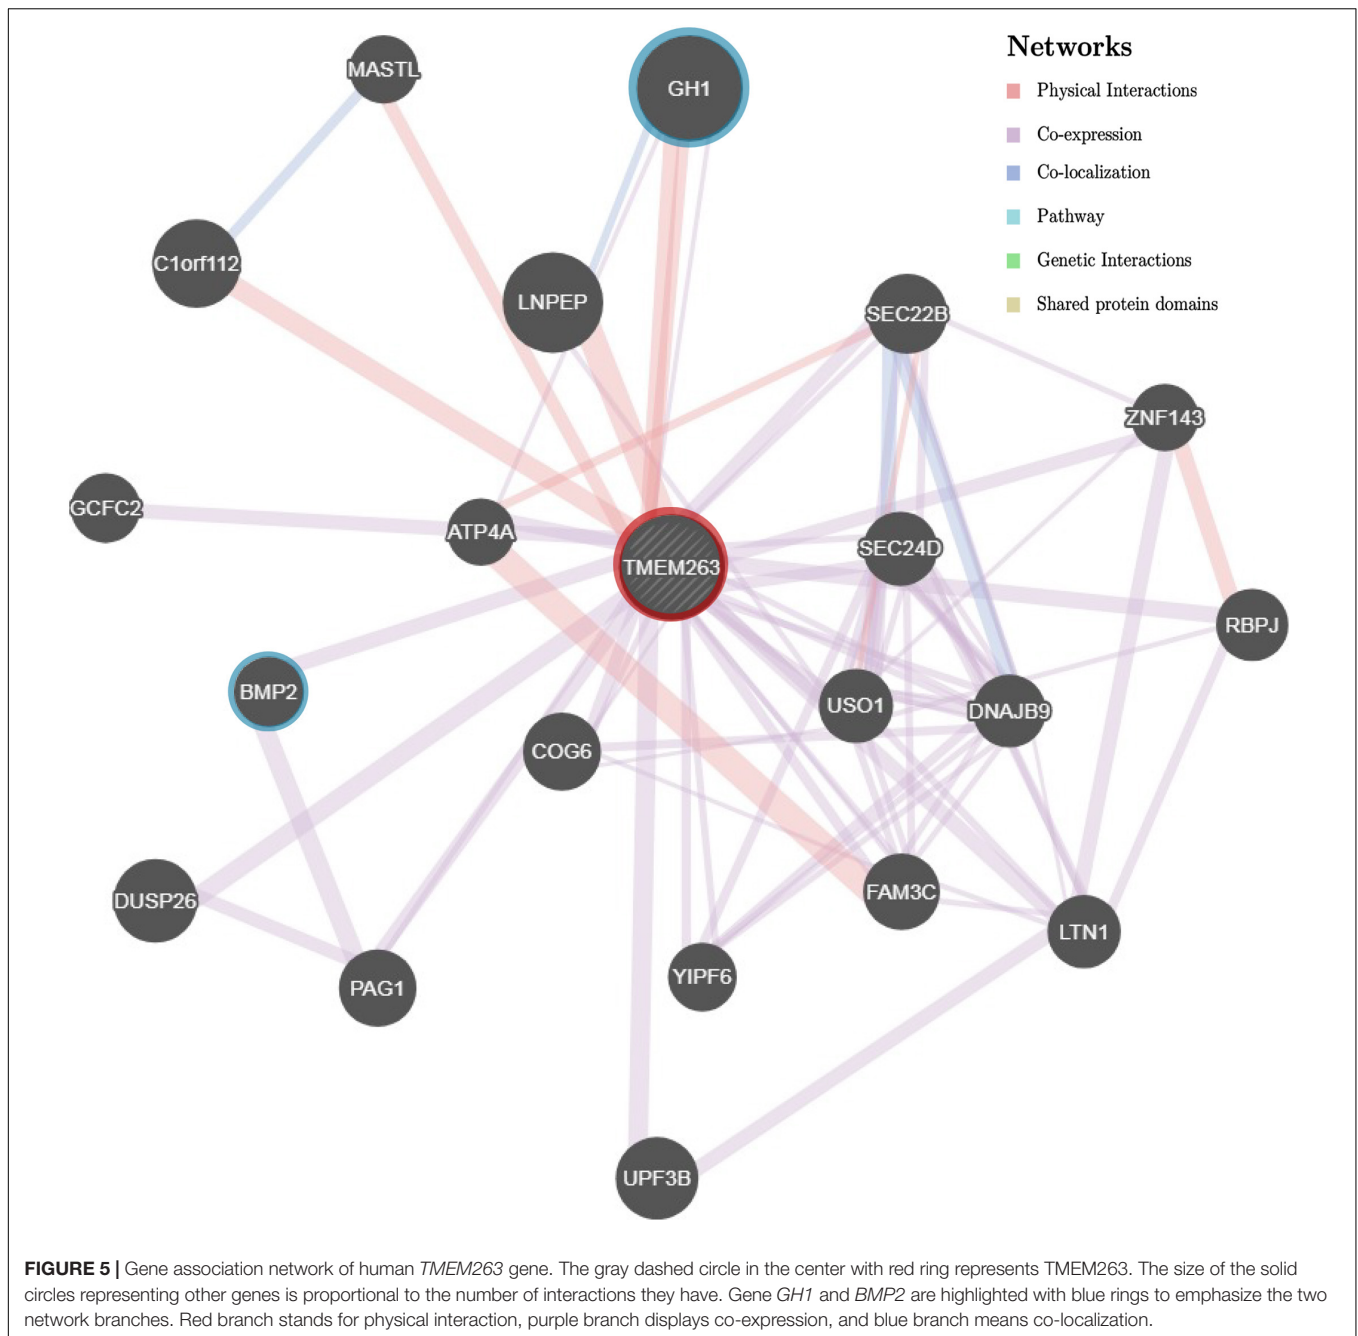 Networks
Physical Interactions
Co-expression
Co-localization
Pathway
Genetic Interactions
Shared protein domains
MASTL
GH1
C1orf112
LNPEP
SEC22B
ZNF143
GCFC2
ATP4A
SEC24D
TMEM263
RBPJ
BMP2
USO1
DNAJB9
COG6
DUSP26
FAM3C
LTN1
PAG1
YIPF6
UPF3B
FIGURE 5 | Gene association network of human TMEM263 gene. The gray dashed circle in the center with red ring represents TMEM263. The size of the solid
circles representing other genes is proportional to the number of interactions they have. Gene GH1 and BMP2 are highlighted with blue rings to emphasize the two
network branches. Red branch stands for physical interaction, purple branch displays co-expression, and blue branch means co-localization.